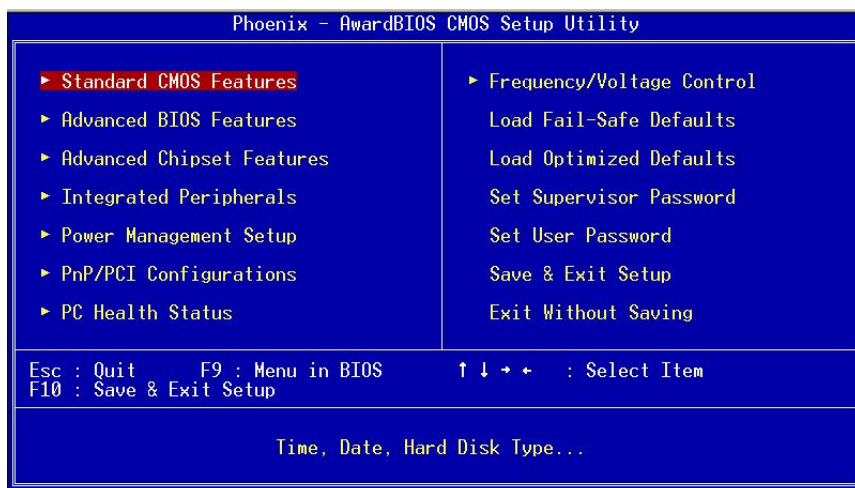 Phoenix - AwardBIOS CMOS Setup Utility
► Standard CMOS Features
► Advanced BIOS Features
► Advanced Chipset Features
► Integrated Peripherals
► Power Management Setup
► PnP/PCI Configurations
► PC Health Status
► Frequency/Voltage Control
Load Fail-Safe Defaults
Load Optimized Defaults
Set Supervisor Password
Set User Password
Save & Exit Setup
Exit Without Saving
Esc : Quit F9 : Menu in BIOS ↑ ↓ → ← : Select Item
F10 : Save & Exit Setup
Time, Date, Hard Disk Type...